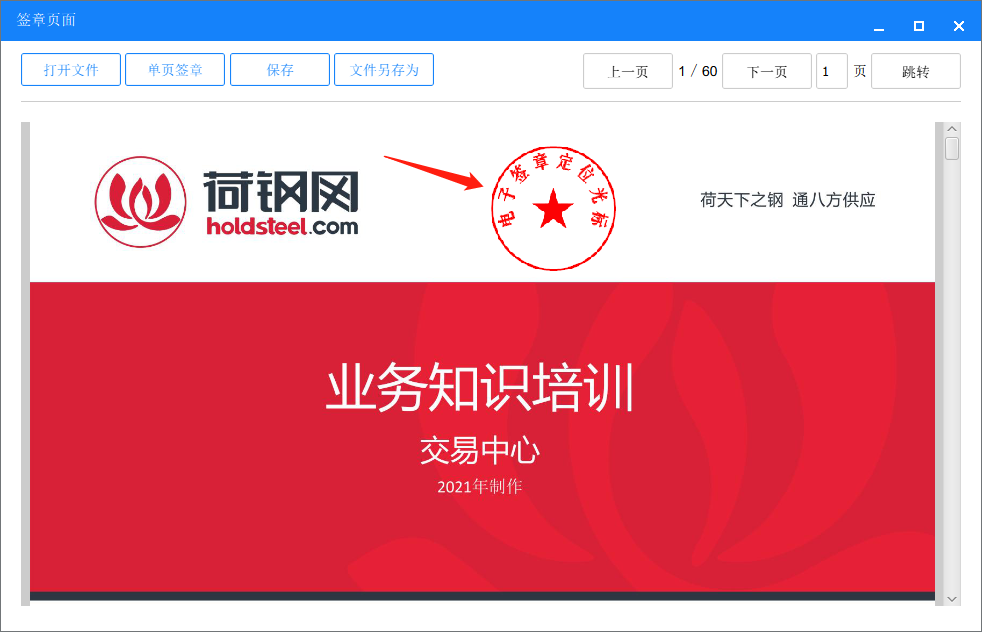 签章页面
打开文件 单页签章 保存 文件另存为 上一页 1 / 60 下一页 1 页 跳转
荷钢网
holdsteel.com
电子签章定位光标
荷天下之钢 通八方供应
业务知识培训
交易中心
2021年制作